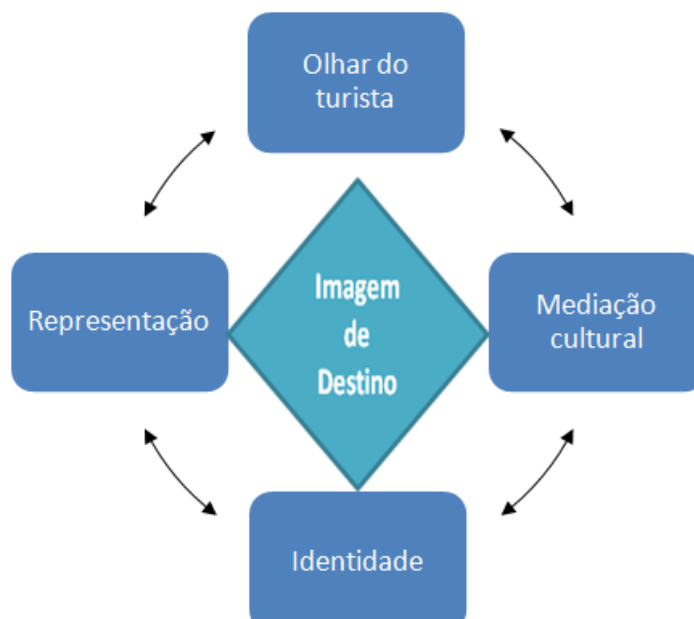 Olhar do
turista
Representação
Imagem
de
Destino
Mediação
cultural
Identidade